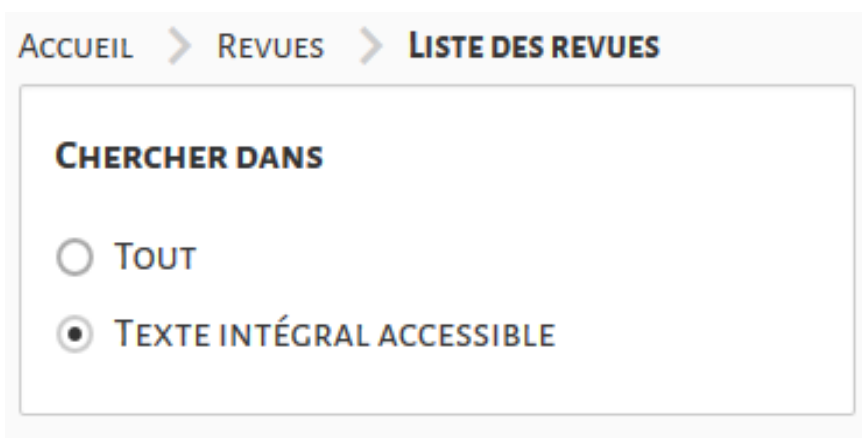 Accueil > Revues > Liste des revues
Chercher dans
Tout
Texte intégral accessible